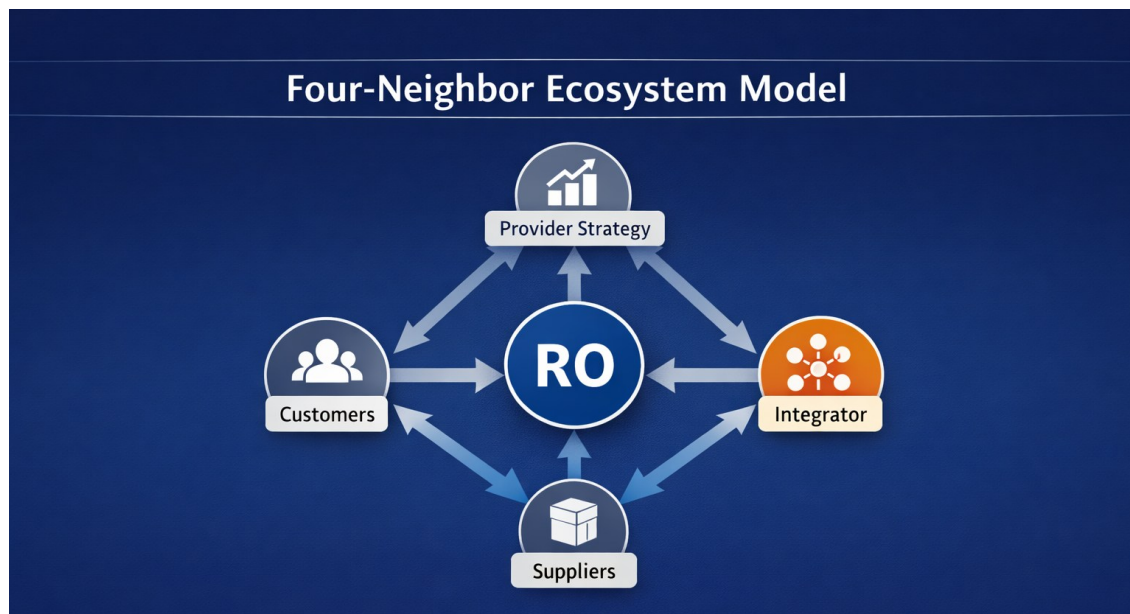 Four-Neighbor Ecosystem Model
Provider Strategy
RO
Customers
Integrator
Suppliers